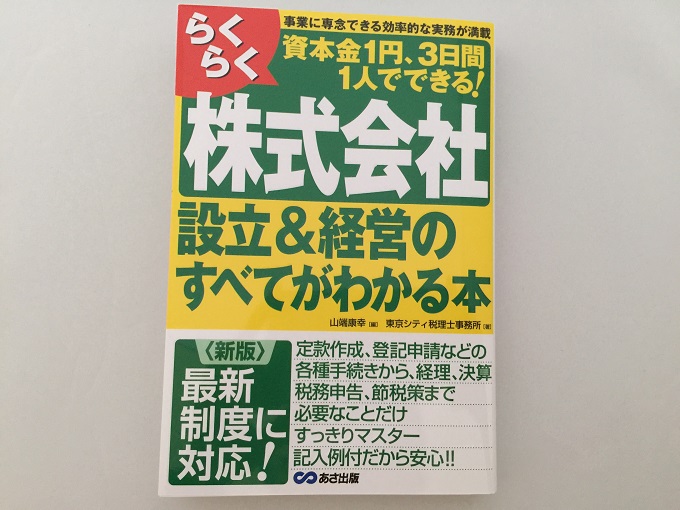 らく
らく
事業に専念できる効率的な実務が満載
資本金1円、3日間
1人でできる!
株式会社
設立&経営の
すべてがわかる本
山端康幸[編] 東京シティ税理士事務所[著]
〈新版〉
最新
制度に
対応!
定款作成、登記申請などの
各種手続きから、経理、決算
税務申告、節税策まで
必要なことだけ
すっきりマスター
記入例付だから安心!!
あさ出版